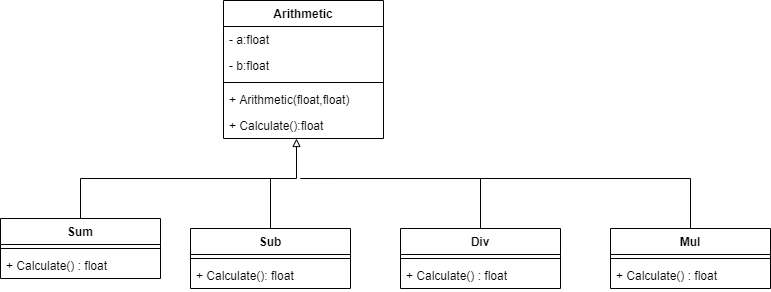 Arithmetic
- a:float
- b:float
+ Arithmetic(float,float)
+ Calculate():float
Sum
+ Calculate() : float
Sub
+ Calculate(): float
Div
+ Calculate() : float
Mul
+ Calculate() : float